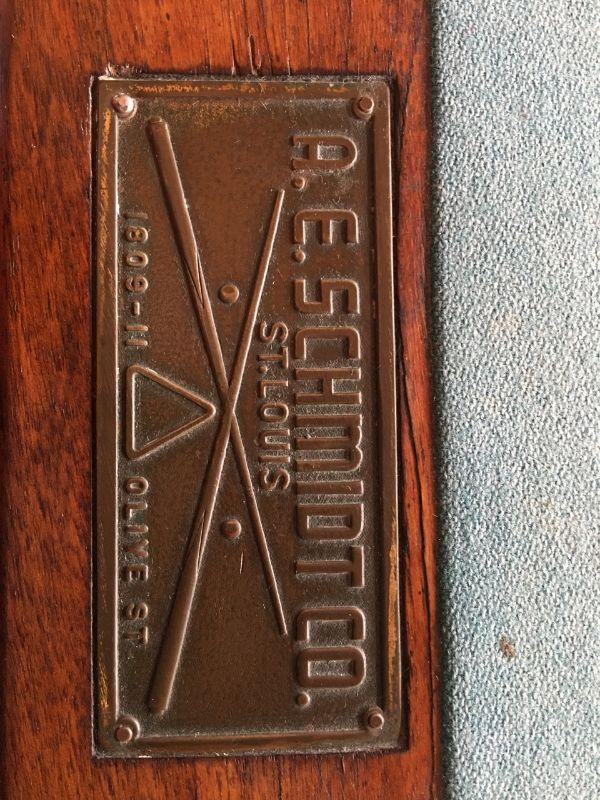 A. E. SCHMIDT CO.
ST. LOUIS
1809-11 OLIVE ST